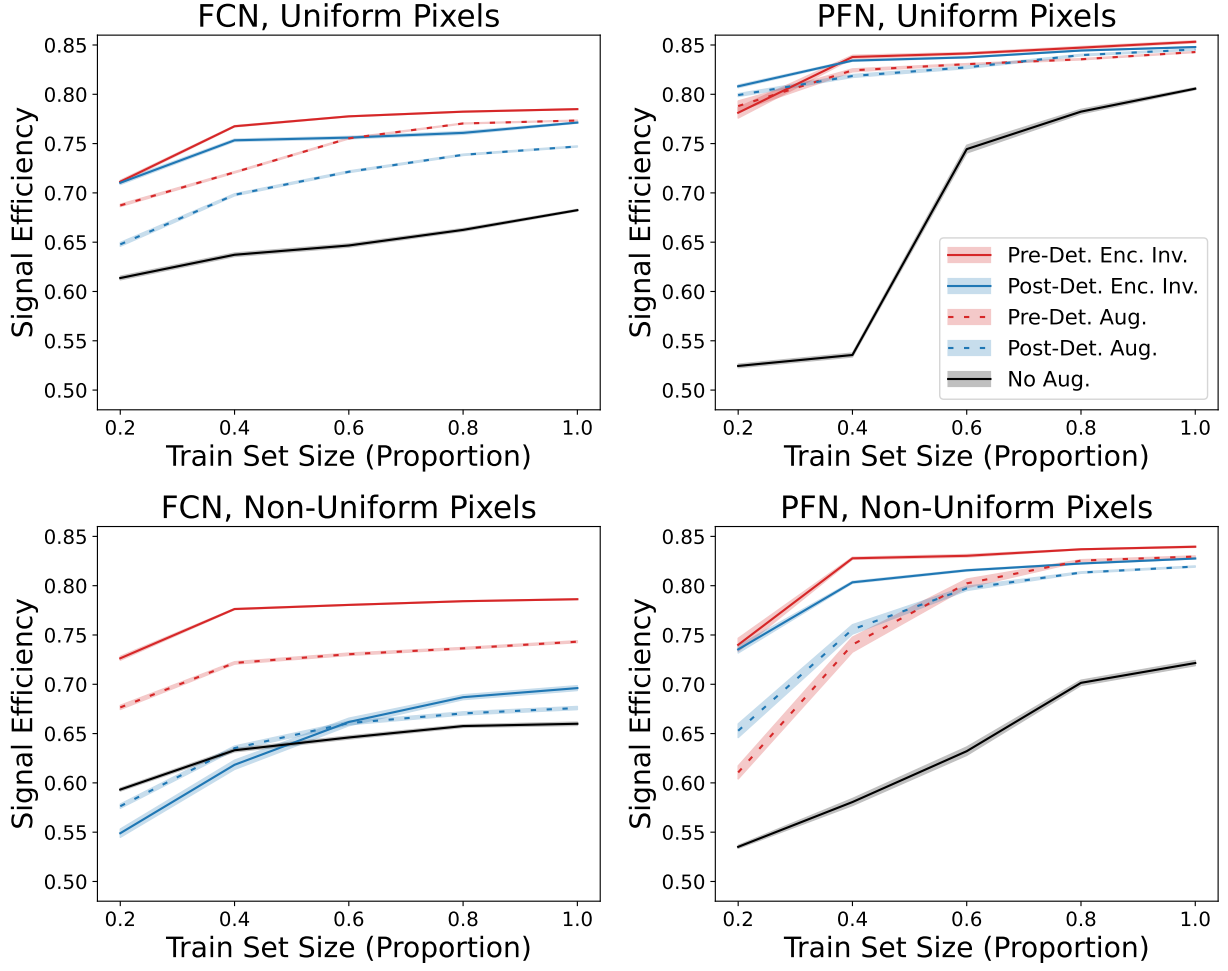 FCN, Uniform Pixels
Signal Efficiency
0.85
0.80
0.75
0.70
0.65
0.60
0.55
0.50
0.2 0.4 0.6 0.8 1.0
Train Set Size (Proportion)
PFN, Uniform Pixels
Signal Efficiency
0.85
0.80
0.75
0.70
0.65
0.60
0.55
0.50
Pre-Det. Enc. Inv.
Post-Det. Enc. Inv.
Pre-Det. Aug.
Post-Det. Aug.
No Aug.
0.2 0.4 0.6 0.8 1.0
Train Set Size (Proportion)
FCN, Non-Uniform Pixels
Signal Efficiency
0.85
0.80
0.75
0.70
0.65
0.60
0.55
0.50
0.2 0.4 0.6 0.8 1.0
Train Set Size (Proportion)
PFN, Non-Uniform Pixels
Signal Efficiency
0.85
0.80
0.75
0.70
0.65
0.60
0.55
0.50
0.2 0.4 0.6 0.8 1.0
Train Set Size (Proportion)